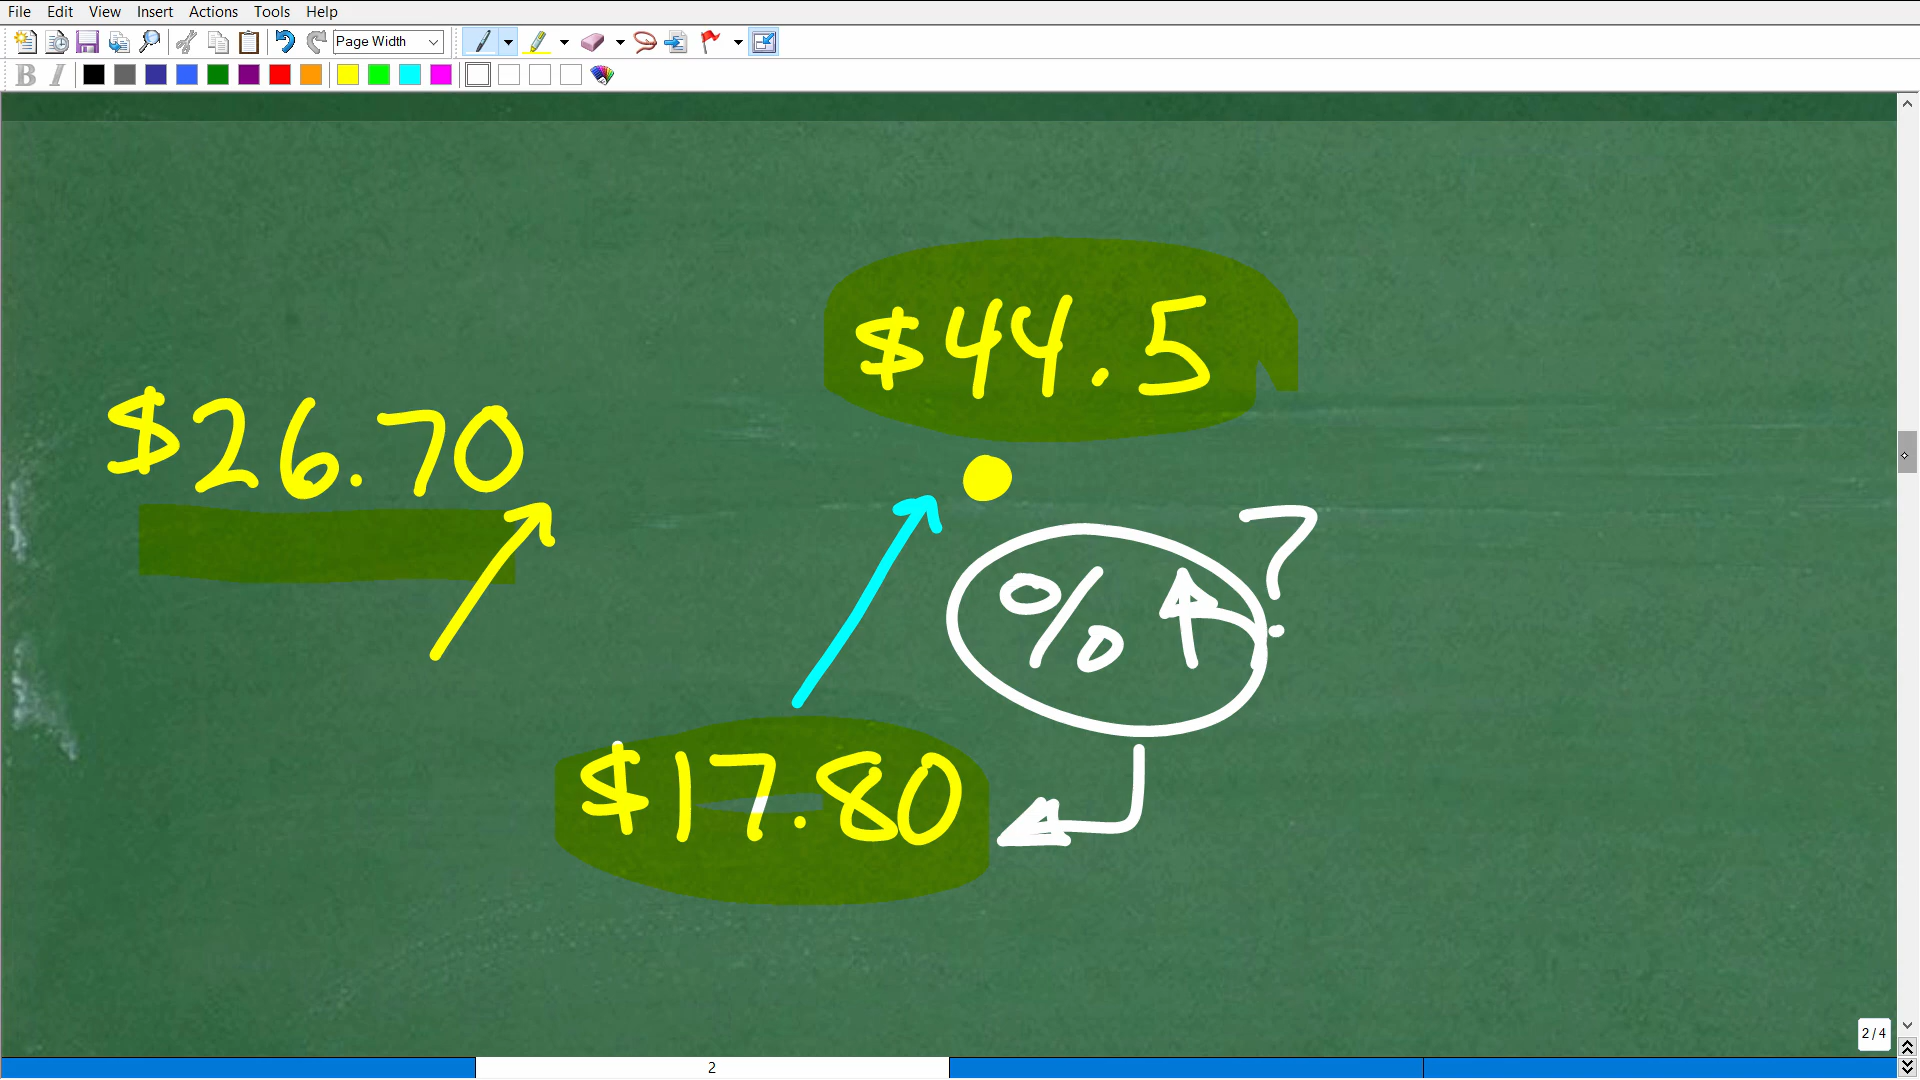 File Edit View Insert Actions Tools Help
Page Width
B I
$44.5
$26.70
% ?
$17.80
2 / 4
2